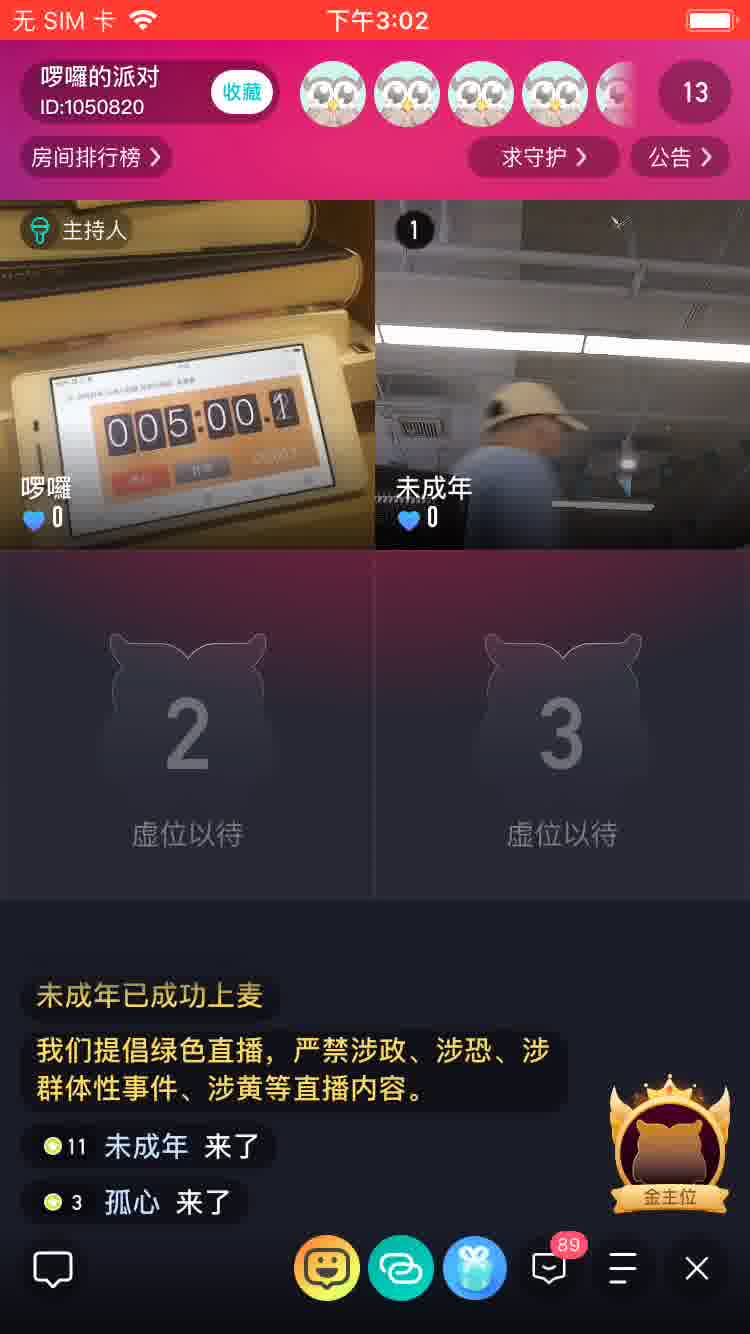 无 SIM 卡
下午3:02
啰囉的派对
ID:1050820
收藏
13
房间排行榜
求守护
公告
主持人
1
005:00.1
啰囉
0
未成年
0
2
虚位以待
3
虚位以待
未成年已成功上麦
我们提倡绿色直播，严禁涉政、涉恐、涉
群体性事件、涉黄等直播内容。
11 未成年 来了
3 孤心 来了
金主位
89